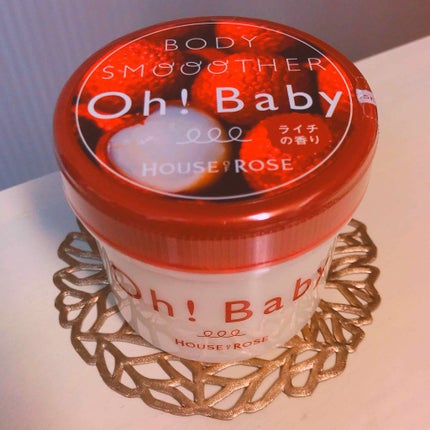 BODY
SMOOOTHER
Oh! Baby
ライチ
の香り
HOUSE OF ROSE
Oh! Baby
HOUSE OF ROSE